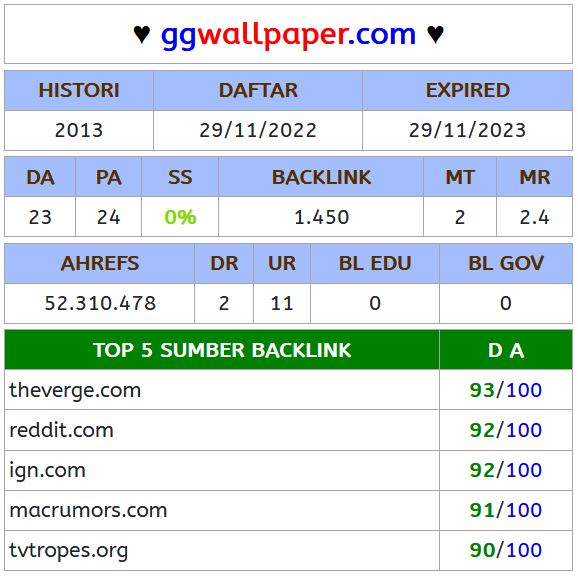 ♥ ggwallpaper.com ♥
HISTORI DAFTAR EXPIRED
2013 29/11/2022 29/11/2023
DA PA SS BACKLINK MT MR
23 24 0% 1.450 2 2.4
AHREFS DR UR BL EDU BL GOV
52.310.478 2 11 0 0
TOP 5 SUMBER BACKLINK D A
theverge.com 93/100
reddit.com 92/100
ign.com 92/100
macrumors.com 91/100
tvtropes.org 90/100